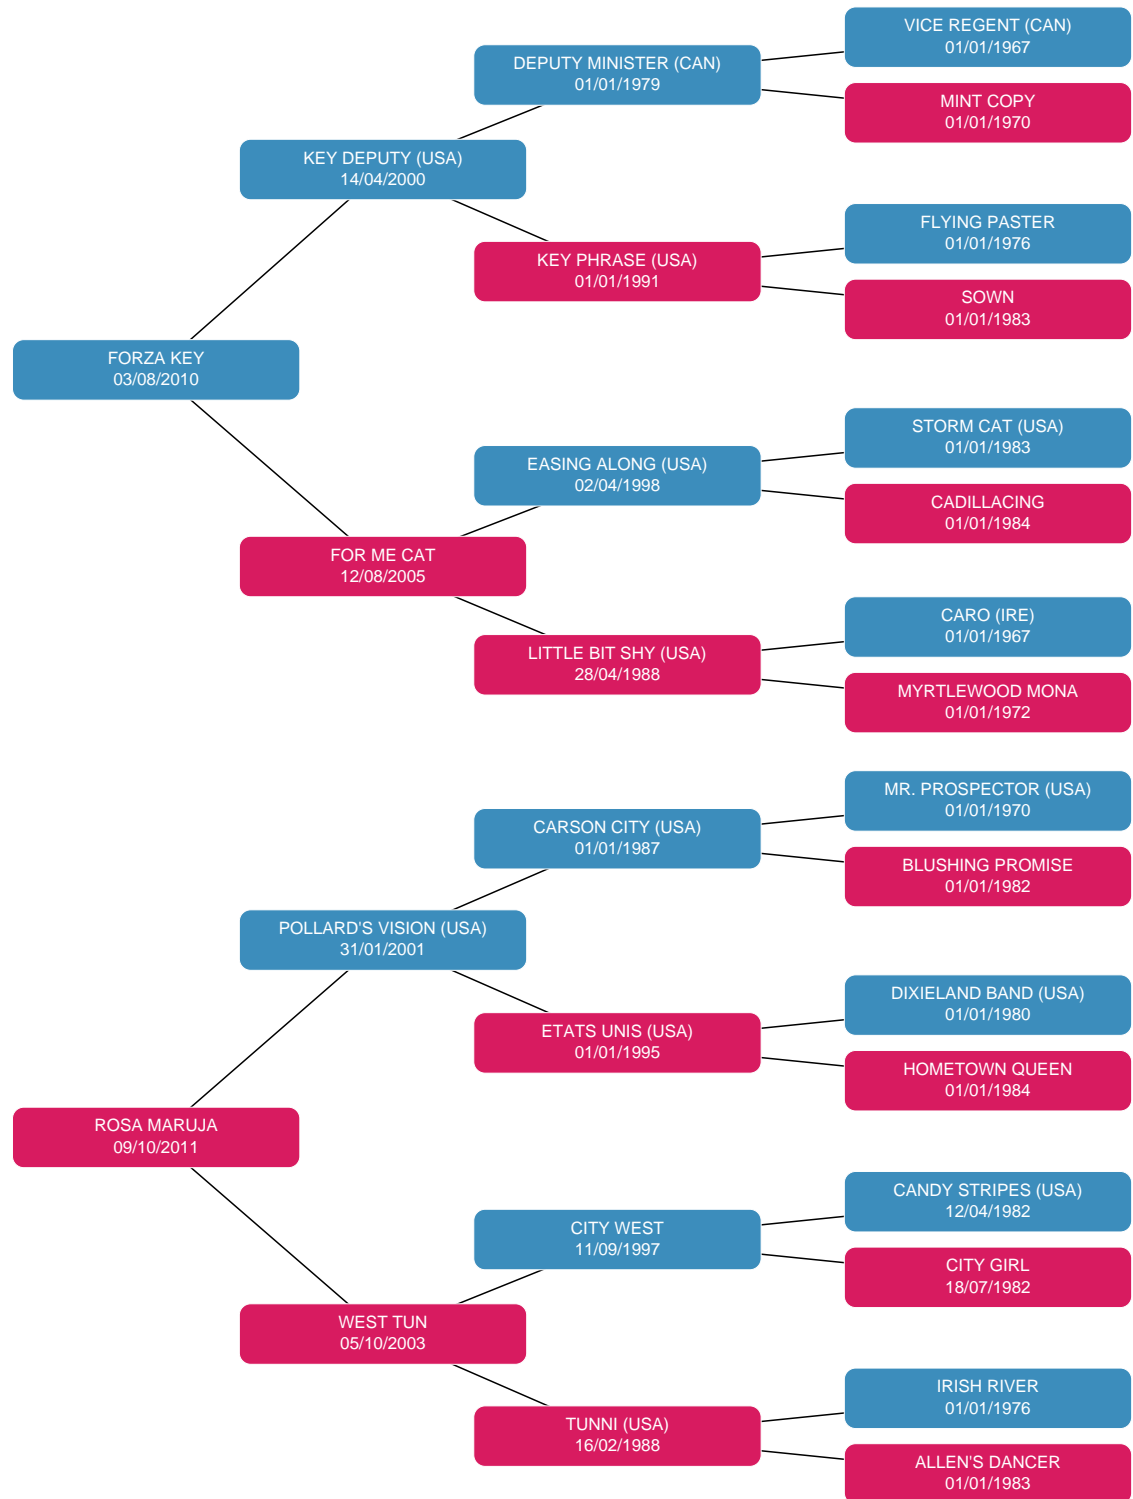 VICE REGENT (CAN)
01/01/1967
DEPUTY MINISTER (CAN)
01/01/1979
MINT COPY
01/01/1970
KEY DEPUTY (USA)
14/04/2000
FLYING PASTER
01/01/1976
KEY PHRASE (USA)
01/01/1991
SOWN
01/01/1983
FORZA KEY
03/08/2010
STORM CAT (USA)
01/01/1983
EASING ALONG (USA)
02/04/1998
CADILLACING
01/01/1984
FOR ME CAT
12/08/2005
CARO (IRE)
01/01/1967
LITTLE BIT SHY (USA)
28/04/1988
MYRTLEWOOD MONA
01/01/1972
MR. PROSPECTOR (USA)
01/01/1970
CARSON CITY (USA)
01/01/1987
BLUSHING PROMISE
01/01/1982
POLLARD'S VISION (USA)
31/01/2001
DIXIELAND BAND (USA)
01/01/1980
ETATS UNIS (USA)
01/01/1995
HOMETOWN QUEEN
01/01/1984
ROSA MARUJA
09/10/2011
CANDY STRIPES (USA)
12/04/1982
CITY WEST
11/09/1997
CITY GIRL
18/07/1982
WEST TUN
05/10/2003
IRISH RIVER
01/01/1976
TUNNI (USA)
16/02/1988
ALLEN'S DANCER
01/01/1983